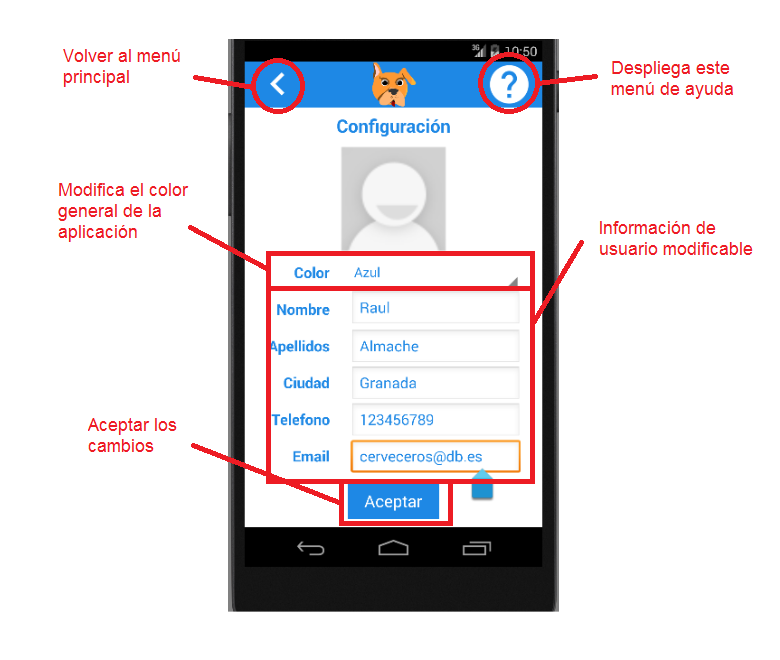 3G 10:50
Volver al menú
principal
?
Despliega este
menú de ayuda
Configuración
Modifica el color
general de la
aplicación
Información de
usuario modificable
Color Azul
Nombre Raul
Apellidos Almache
Ciudad Granada
Telefono 123456789
Email cerveceros@db.es
Aceptar los
cambios
Aceptar